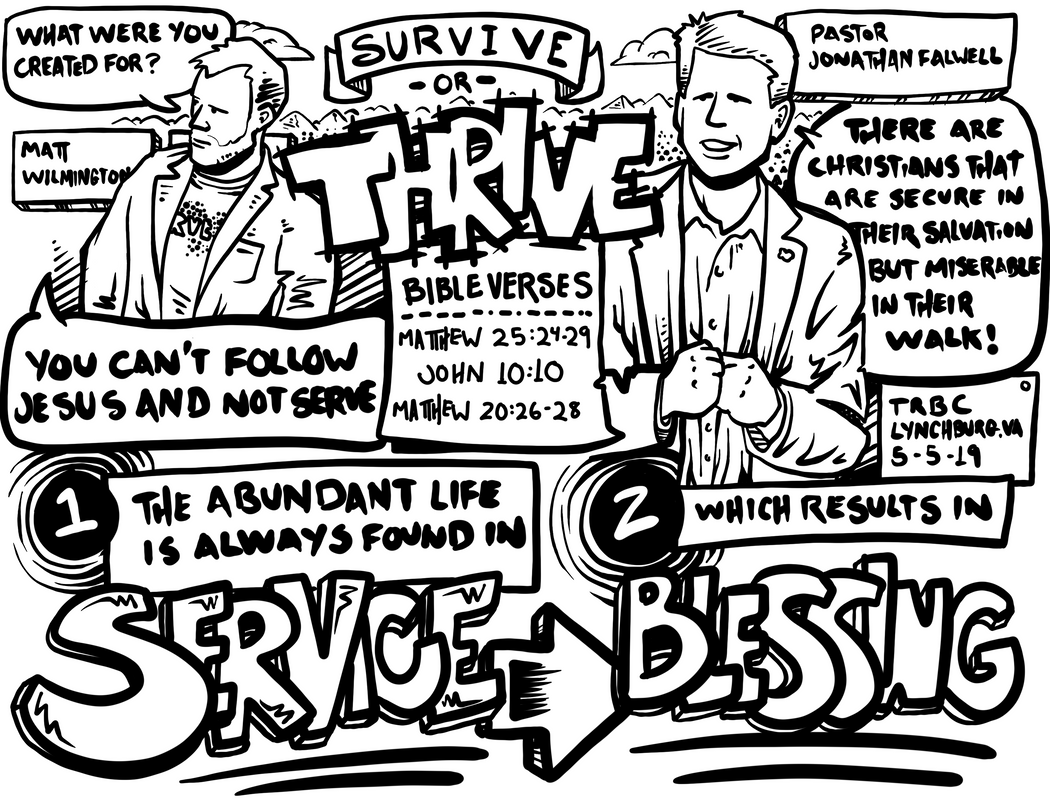 WHAT WERE YOU
CREATED FOR?
MATT
WILMINGTON
SURVIVE
-OR-
THRIVE
PASTOR
JONATHAN FALWELL
THERE ARE
CHRISTIANS THAT
ARE SECURE IN
THEIR SALVATION
BUT MISERABLE
IN THEIR
WALK!
YOU CAN'T FOLLOW
JESUS AND NOT SERVE
BIBLE VERSES
MATTHEW 25:24-29
JOHN 10:10
MATTHEW 20:26-28
TRBC
LYNCHBURG, VA
5-5-19
1
THE ABUNDANT LIFE
IS ALWAYS FOUND IN
SERVICE
2
WHICH RESULTS IN
BLESSING